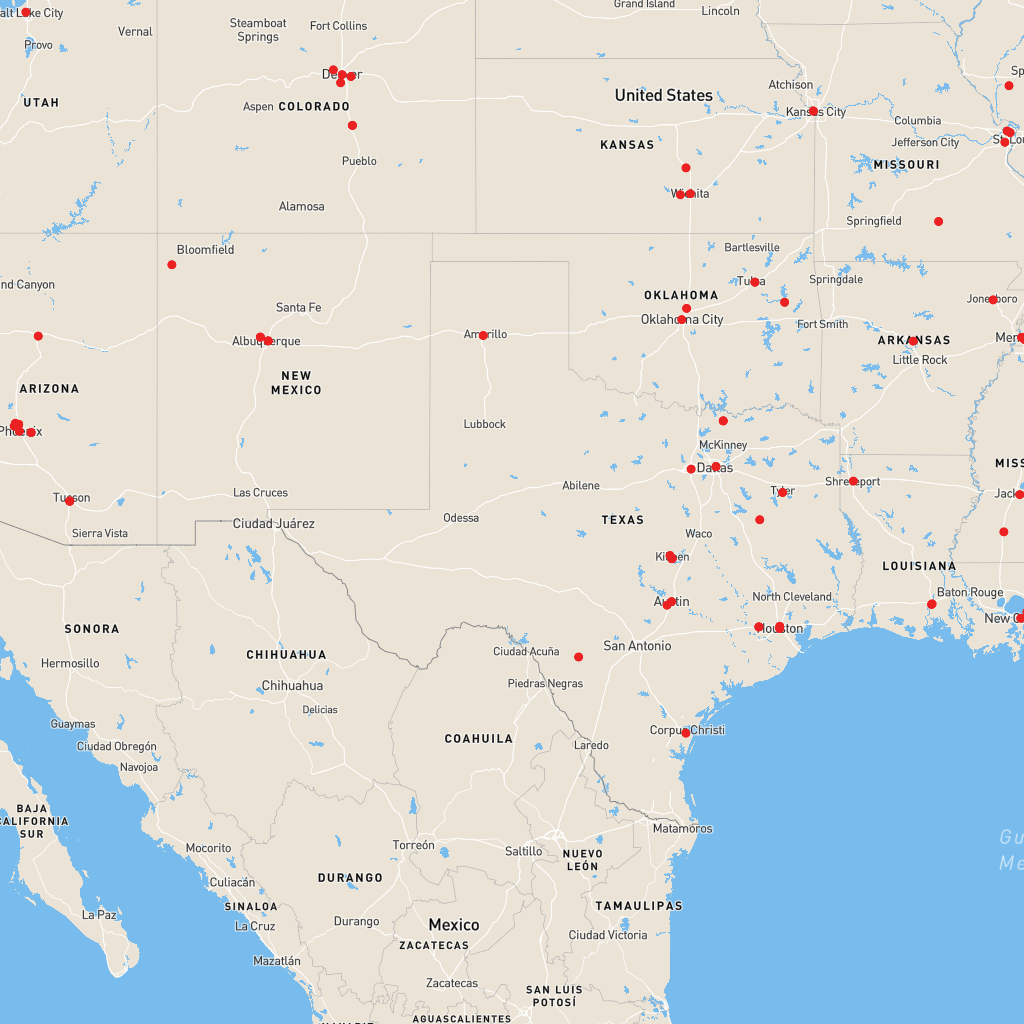 Grand Island
Lincoln
alt Lake City
Steamboat
Springs
Fort Collins
Vernal
Provo
Denver
Atchison
UTAH
Aspen
COLORADO
United States
Kansas City
Columbia
Jefferson City
St Lou
Sp
KANSAS
MISSOURI
Pueblo
Wichita
Alamosa
Springfield
Bloomfield
Bartlesville
nd Canyon
Tulsa
Springdale
OKLAHOMA
Jonesboro
Santa Fe
Oklahoma City
Fort Smith
Albuquerque
Amarillo
ARKANSAS
Mem
Little Rock
ARIZONA
NEW
MEXICO
Lubbock
Phoenix
McKinney
Dallas
MISS
Abilene
Shreveport
Tyler
Jack
Tucson
Las Cruces
Ciudad Juárez
Odessa
TEXAS
Sierra Vista
Waco
Killeen
LOUISIANA
Austin
North Cleveland
Baton Rouge
New O
SONORA
Houston
San Antonio
CHIHUAHUA
Ciudad Acuña
Hermosillo
Chihuahua
Piedras Negras
Delicias
Guaymas
Corpus Christi
COAHUILA
Laredo
Ciudad Obregón
Navojoa
BAJA
CALIFORNIA
SUR
Matamoros
Gu
Me
Mocorito
Torreón
Saltillo
NUEVO
LEÓN
Culiacán
DURANGO
SINALOA
TAMAULIPAS
La Paz
La Cruz
Durango
Mexico
Ciudad Victoria
ZACATECAS
Mazatlán
Zacatecas
SAN LUIS
POTOSÍ
AGUASCALIENTES